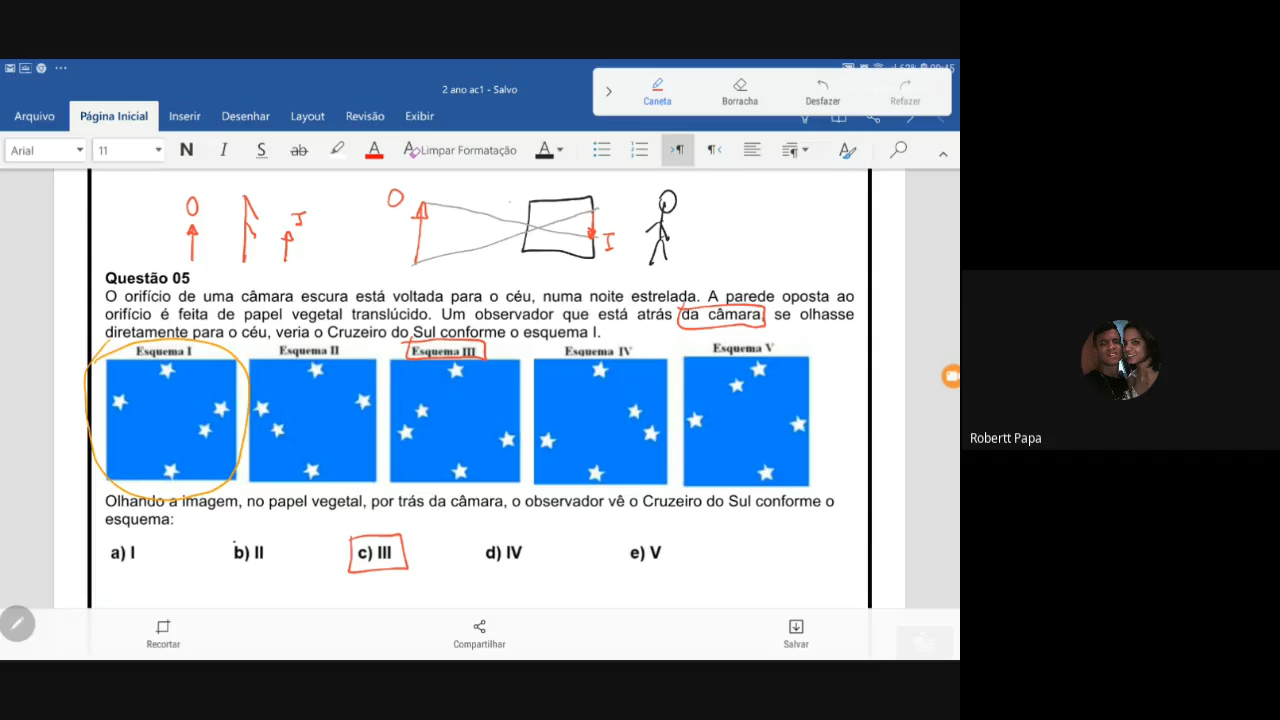 2 ano ac1 - Salvo
Caneta
Borracha
Desfazer
Refazer
Arquivo
Página Inicial
Inserir
Desenhar
Layout
Revisão
Exibir
Arial
11
N
I
S
ab
A
Limpar Formatação
A
O
I
O
I
Questão 05
O orifício de uma câmara escura está voltada para o céu, numa noite estrelada. A parede oposta ao
orifício é feita de papel vegetal translúcido. Um observador que está atrás da câmara, se olhasse
diretamente para o céu, veria o Cruzeiro do Sul conforme o esquema I.
Esquema I
Esquema II
Esquema III
Esquema IV
Esquema V
Olhando a imagem, no papel vegetal, por trás da câmara, o observador vê o Cruzeiro do Sul conforme o
esquema:
a) I b) II c) III d) IV e) V
Recortar
Compartilhar
Salvar
Robertt Papa